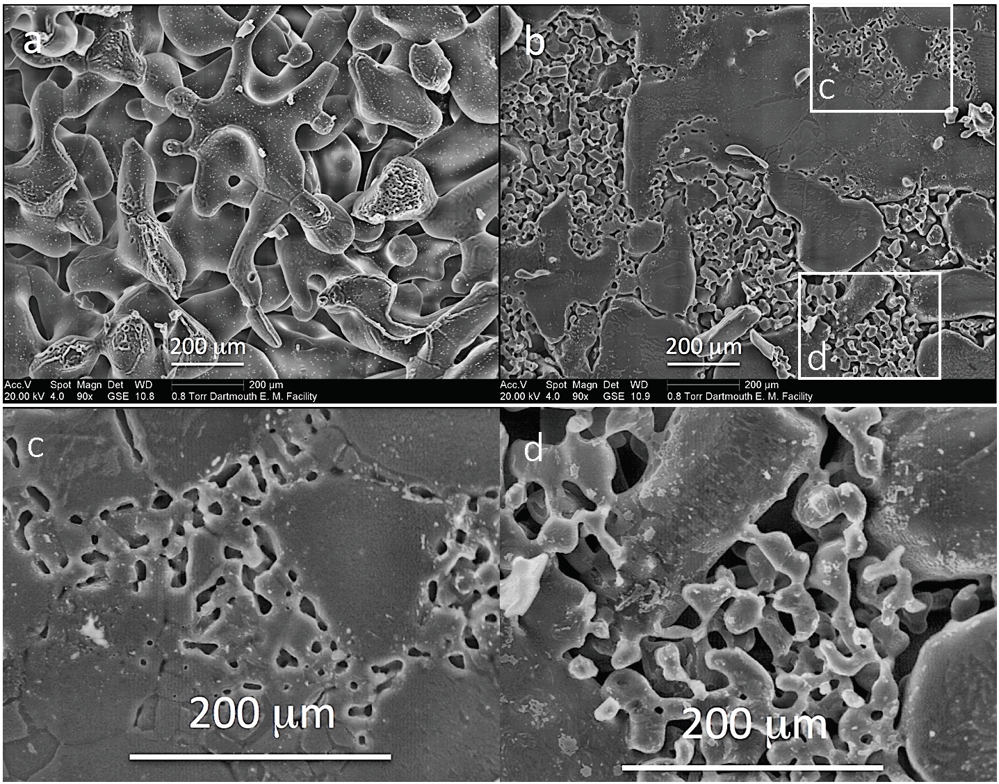 a
b
c
d
200 μm
200 μm
Acc.V Spot Magn Det WD 200 μm
20.00 kV 4.0 90x GSE 10.8 0.8 Torr Dartmouth E. M. Facility
Acc.V Spot Magn Det WD 200 μm
20.00 kV 4.0 90x GSE 10.9 0.8 Torr Dartmouth E. M. Facility
c
d
200 μm
200 μm